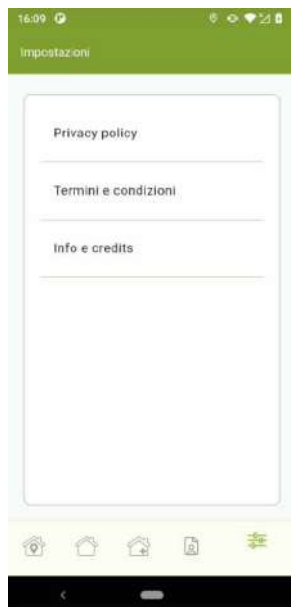 16:09
Impostazioni
Privacy policy
Termini e condizioni
Info e credits